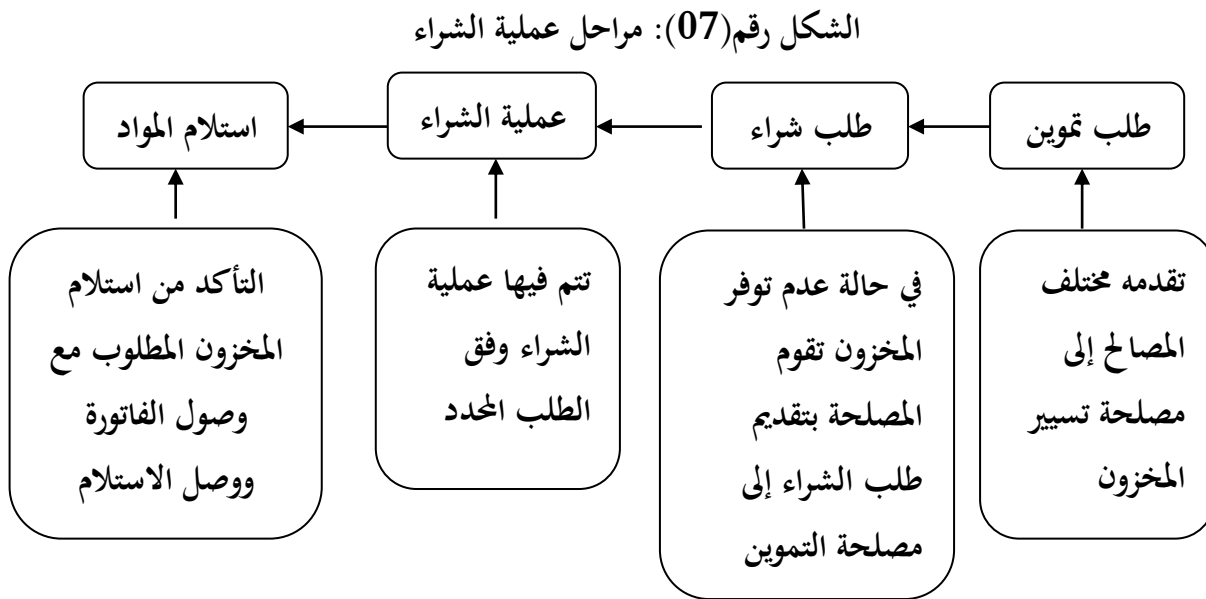 الشكل رقم(07): مراحل عملية الشراء
طلب تموين
طلب شراء
عملية الشراء
استلام المواد
تقدمه مختلف
المصالح إلى
مصلحة تسيير
المخزون
في حالة عدم توفر
المخزون تقوم
المصلحة بتقديم
طلب الشراء إلى
مصلحة التموين
تتم فيها عملية
الشراء وفق
الطلب المحدد
التأكد من استلام
المخزون المطلوب مع
وصول الفاتورة
ووصل الاستلام